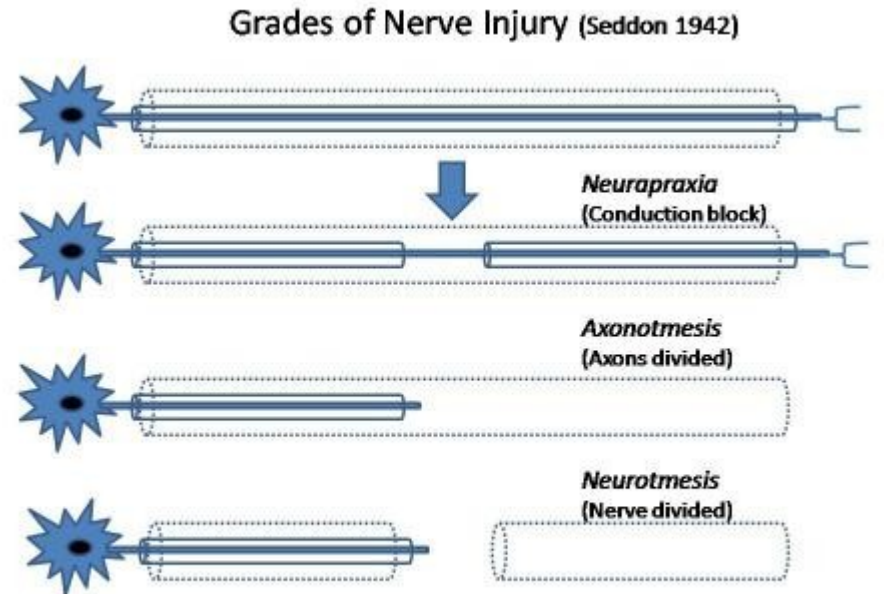 Grades of Nerve Injury (Seddon 1942)
Neurapraxia
(Conduction block)
Axonotmesis
(Axons divided)
Neurotmesis
(Nerve divided)